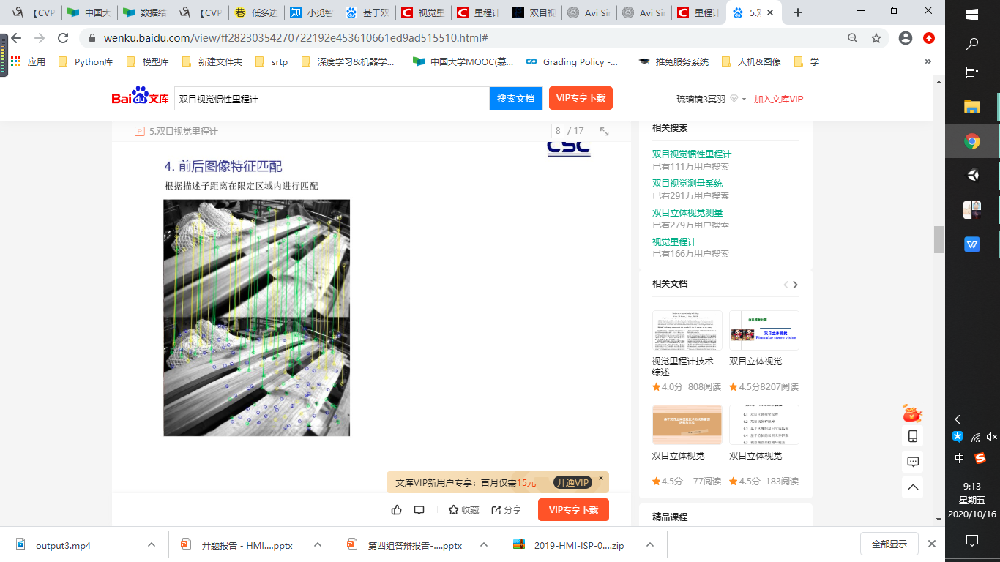 【CVP
中国大
数据结
【CVP
低多边
小觅智
基于双
视觉里
里程计
双目视
Avi Sir
Avi Sir
里程计
5.双
wenku.baidu.com/view/ff28230354270722192e453610661ed9ad515510.html#
应用
Python库
模型库
新建文件夹
srtp
深度学习&机器学...
中国大学MOOC(慕...
Grading Policy -...
推免服务系统
人机&图像
学
»
Bai du 文库
双目视觉惯性里程计
搜索文档
VIP专享下载
琉璃镜3冥羽
加入文库VIP
5.双目视觉里程计
8 / 17
CSC
4. 前后图像特征匹配
根据描述子距离在限定区域内进行匹配
文库VIP新用户专享：首月仅需15元
开通VIP
收藏
分享
VIP专享下载
相关搜索
双目视觉惯性里程计
已有111万用户搜索
双目视觉测量系统
已有291万用户搜索
双目立体视觉测量
已有279万用户搜索
视觉里程计
已有166万用户搜索
相关文档
双目立体视觉
Binocular stereo vision
视觉里程计技术
综述
4.0分 808阅读
双目立体视觉
4.5分 8207阅读
双目立体视觉
4.5分 77阅读
双目立体视觉
4.5分 183阅读
精品课程
output3.mp4
开题报告 - HMI....pptx
第四组答辩报告-....pptx
2019-HMI-ISP-0....zip
全部显示
中
9:13
星期五
2020/10/16